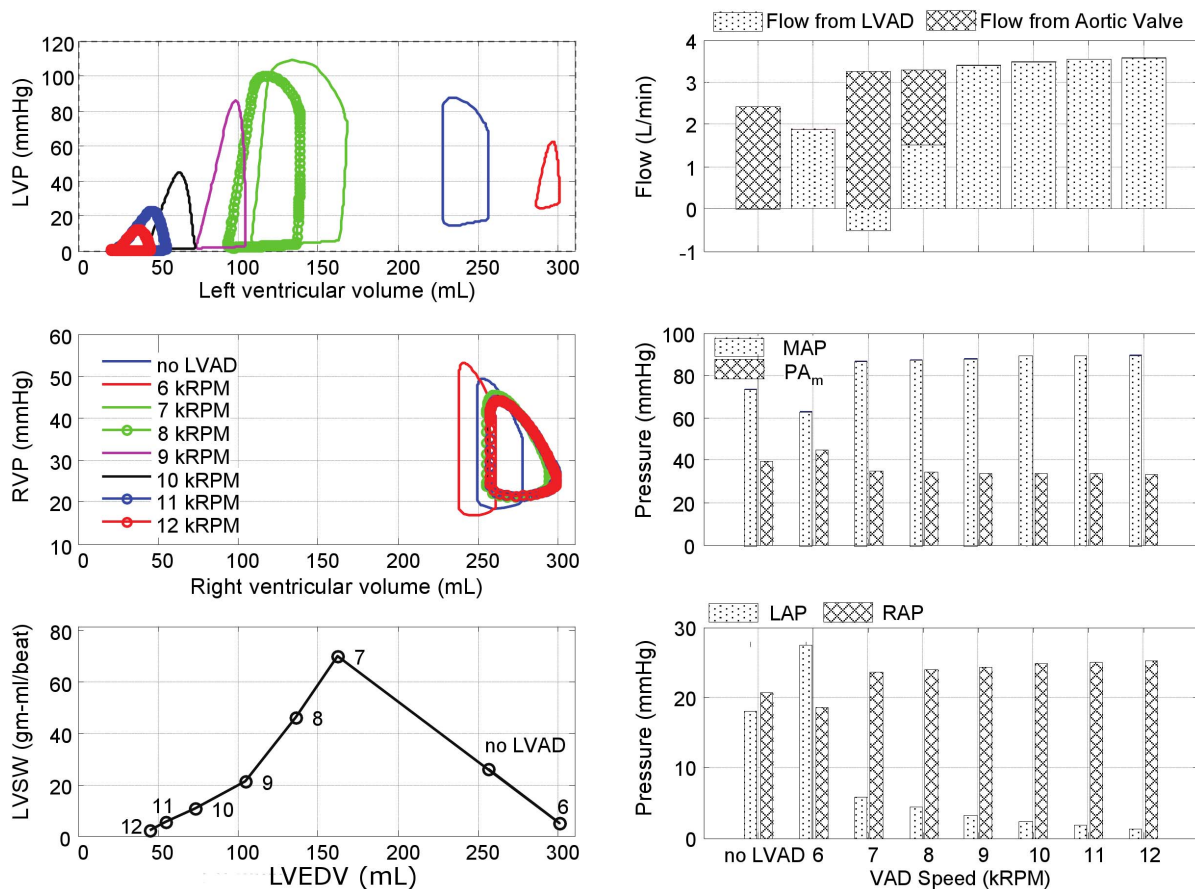 120
100
80
60
40
20
0
LVP (mmHg)
0 50 100 150 200 250 300
Left ventricular volume (mL)
Flow from LVAD Flow from Aortic Valve
4
3
2
1
0
-1
Flow (L/min)
60
50
40
30
20
10
RVP (mmHg)
no LVAD
6 kRPM
7 kRPM
8 kRPM
9 kRPM
10 kRPM
11 kRPM
12 kRPM
0 50 100 150 200 250 300
Right ventricular volume (mL)
100
80
60
40
20
0
Pressure (mmHg)
MAP
PAm
80
60
40
20
0
LVSW (gm-ml/beat)
7
8
no LVAD
9
10
11
12
6
0 50 100 150 200 250 300
LVEDV (mL)
LAP RAP
30
20
10
0
Pressure (mmHg)
no LVAD 6 7 8 9 10 11 12
VAD Speed (kRPM)